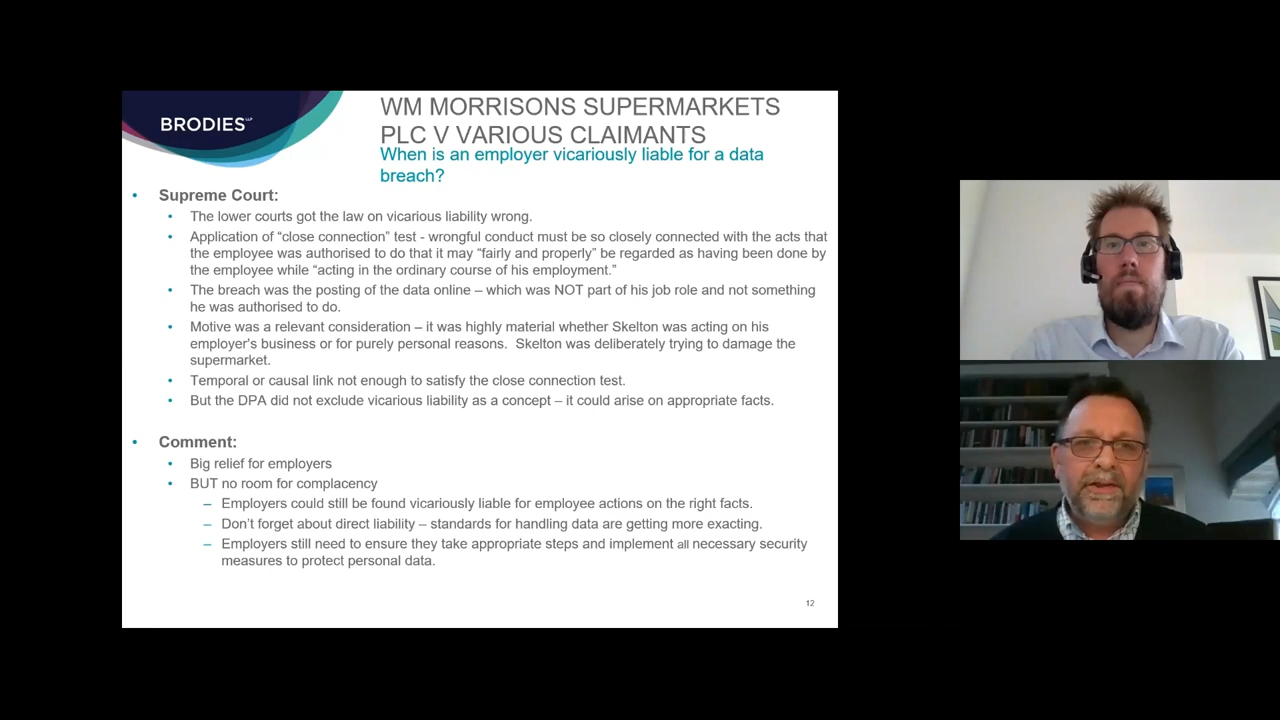 BRODIES LLP
WM MORRISONS SUPERMARKETS
PLC V VARIOUS CLAIMANTS
When is an employer vicariously liable for a data
breach?
• Supreme Court:
• The lower courts got the law on vicarious liability wrong.
• Application of “close connection” test - wrongful conduct must be so closely connected with the acts that
the employee was authorised to do that it may “fairly and properly” be regarded as having been done by
the employee while “acting in the ordinary course of his employment.”
• The breach was the posting of the data online – which was NOT part of his job role and not something
he was authorised to do.
• Motive was a relevant consideration – it was highly material whether Skelton was acting on his
employer's business or for purely personal reasons. Skelton was deliberately trying to damage the
supermarket.
• Temporal or causal link not enough to satisfy the close connection test.
• But the DPA did not exclude vicarious liability as a concept – it could arise on appropriate facts.
• Comment:
• Big relief for employers
• BUT no room for complacency
– Employers could still be found vicariously liable for employee actions on the right facts.
– Don't forget about direct liability – standards for handling data are getting more exacting.
– Employers still need to ensure they take appropriate steps and implement all necessary security
measures to protect personal data.
12